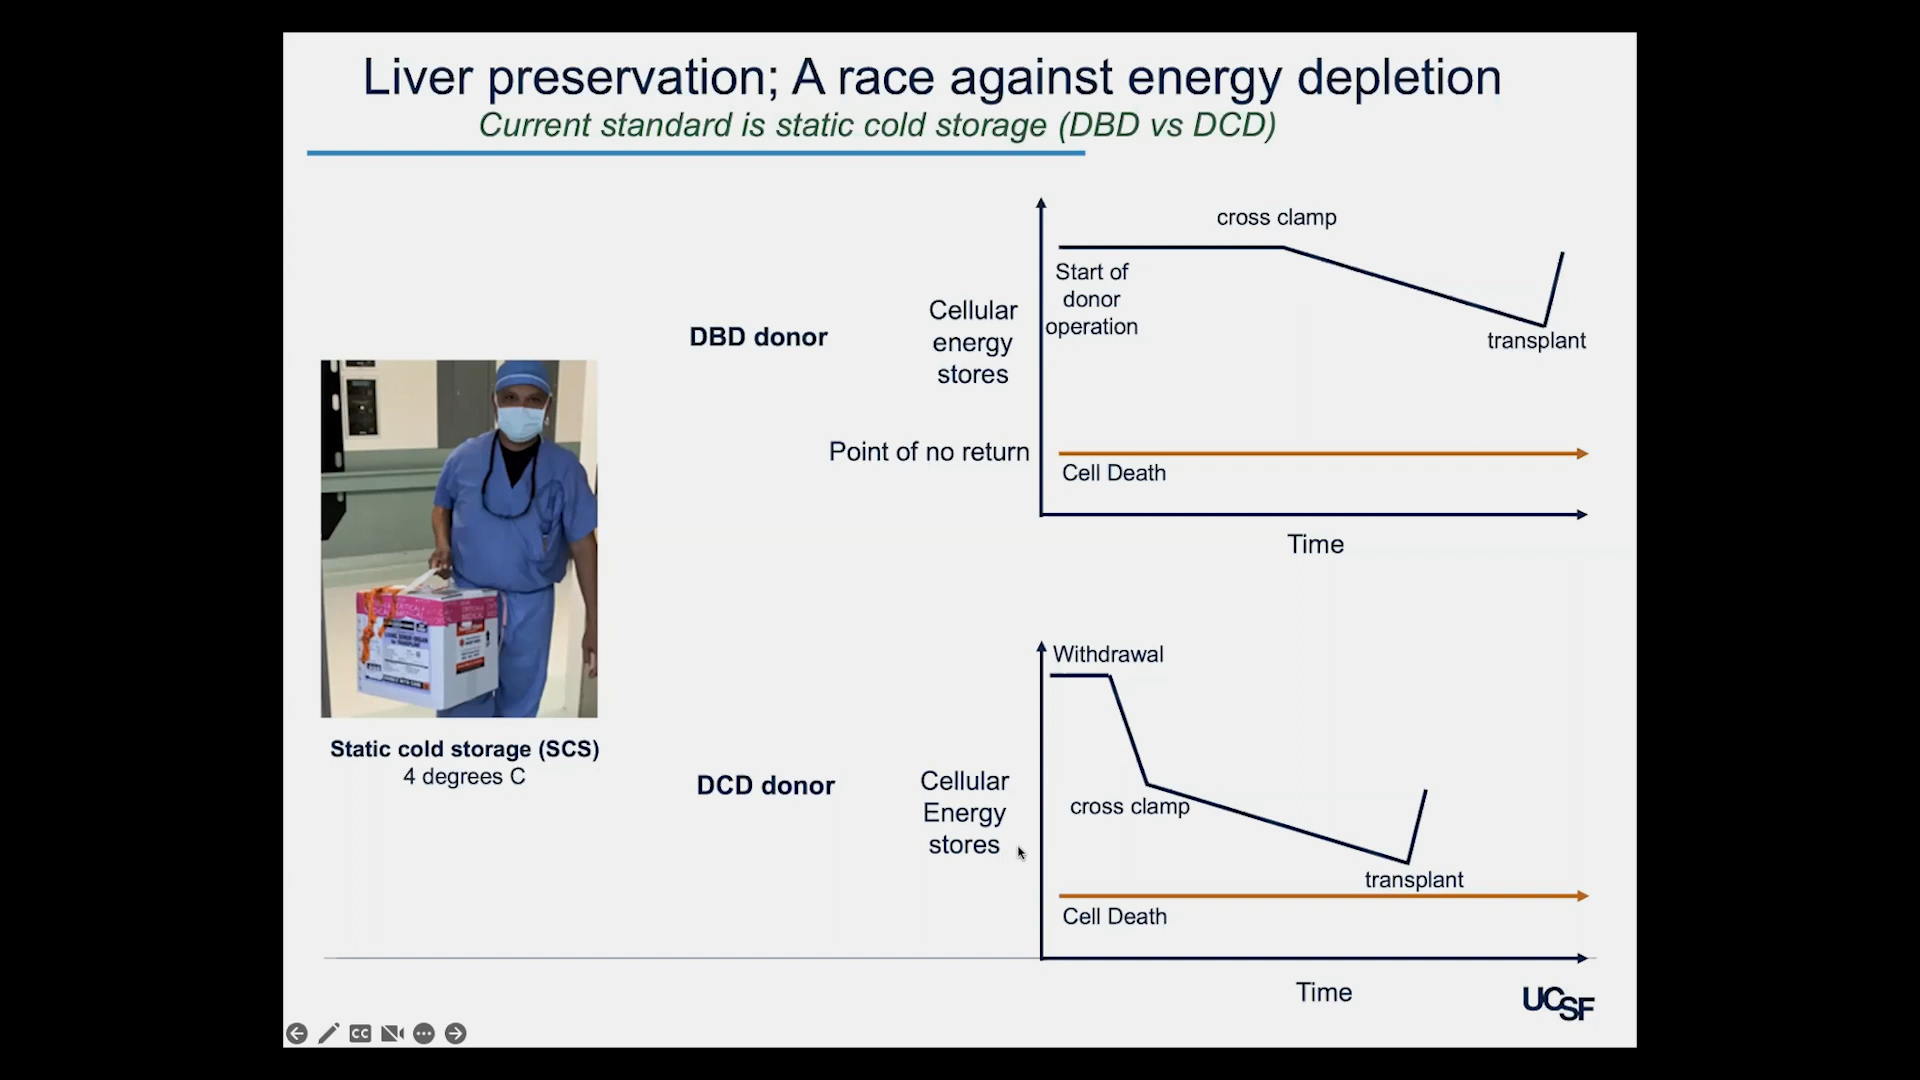 Liver preservation; A race against energy depletion
Current standard is static cold storage (DBD vs DCD)
cross clamp
Start of
donor
operation
transplant
Cellular
energy
stores
DBD donor
Point of no return
Cell Death
Time
Static cold storage (SCS)
4 degrees C
Withdrawal
DCD donor
Cellular
Energy
stores
cross clamp
transplant
Cell Death
Time
UCSF
CC